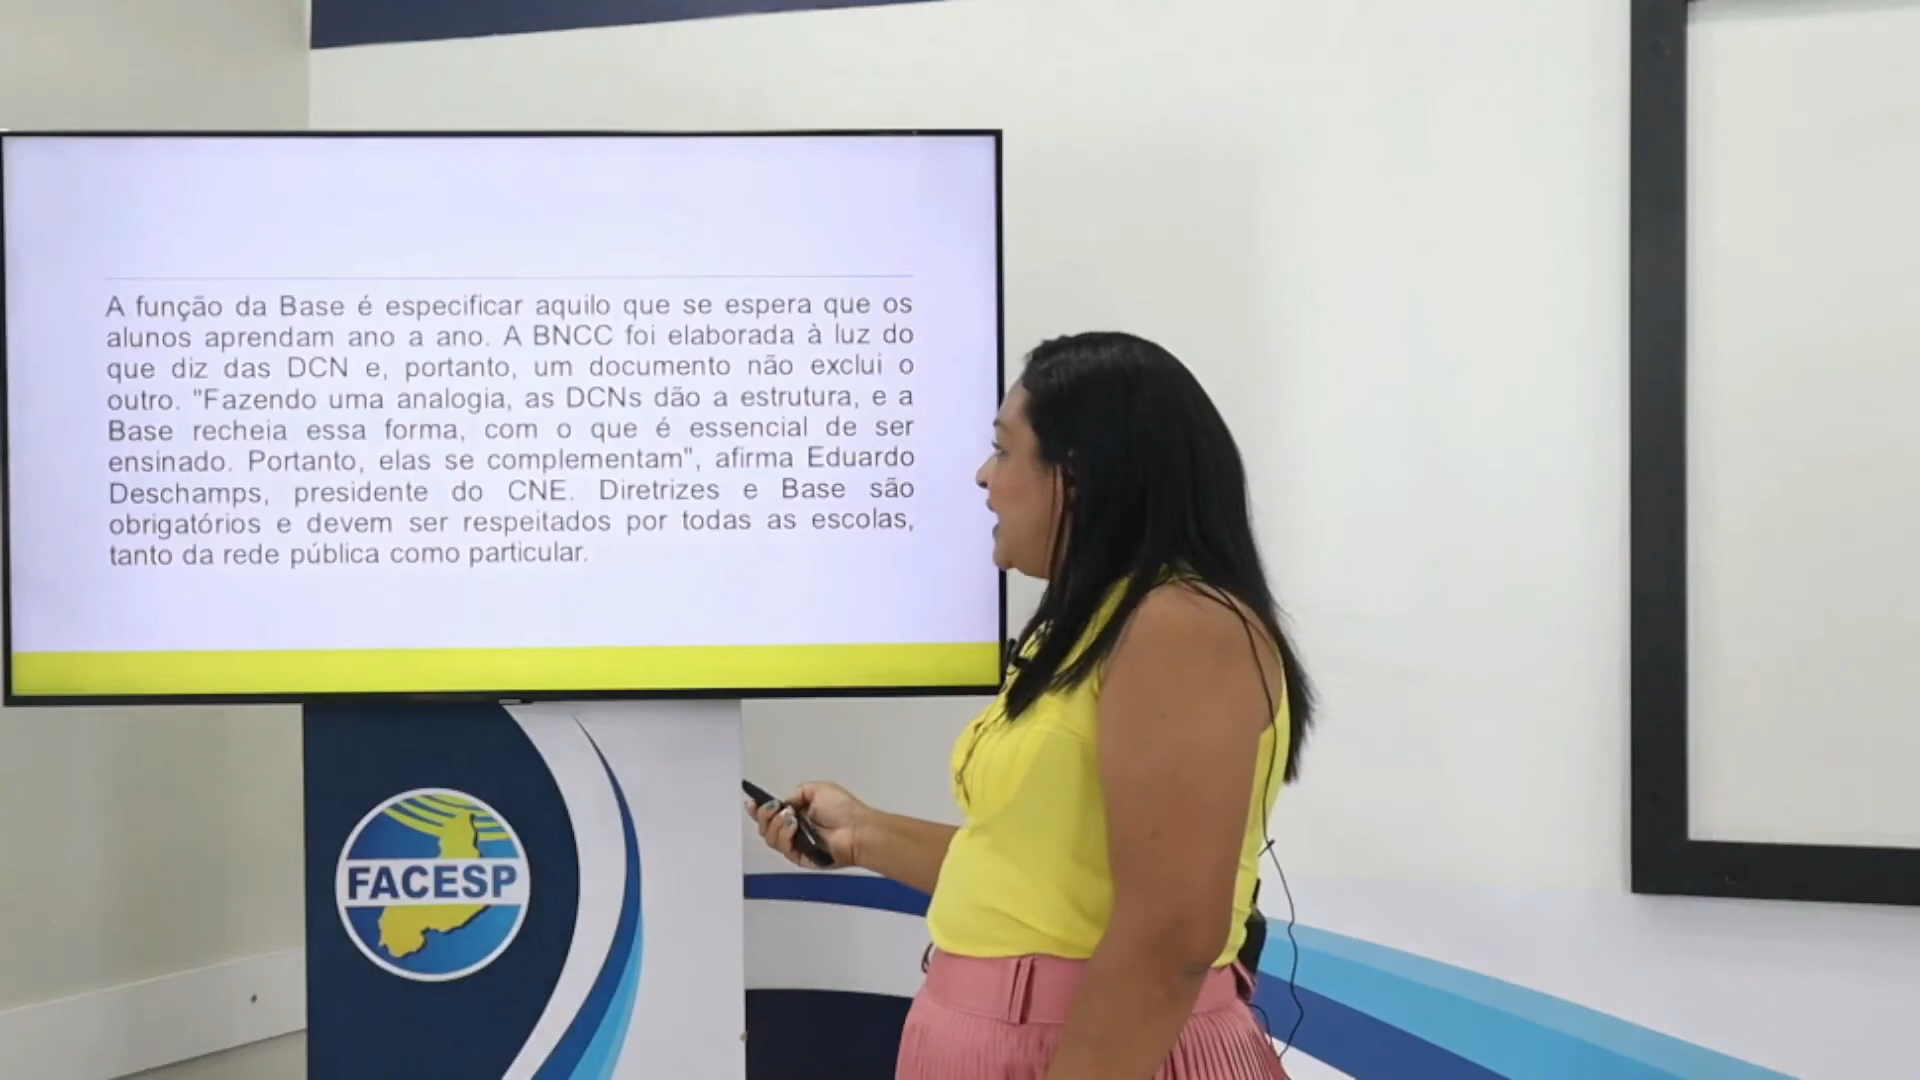 A função da Base é especificar aquilo que se espera que os
alunos aprendam ano a ano. A BNCC foi elaborada à luz do
que diz das DCN e, portanto, um documento não exclui o
outro. "Fazendo uma analogia, as DCNs dão a estrutura, e a
Base recheia essa forma, com o que é essencial de ser
ensinado. Portanto, elas se complementam", afirma Eduardo
Deschamps, presidente do CNE. Diretrizes e Base são
obrigatórios e devem ser respeitados por todas as escolas,
tanto da rede pública como particular.
FACESP